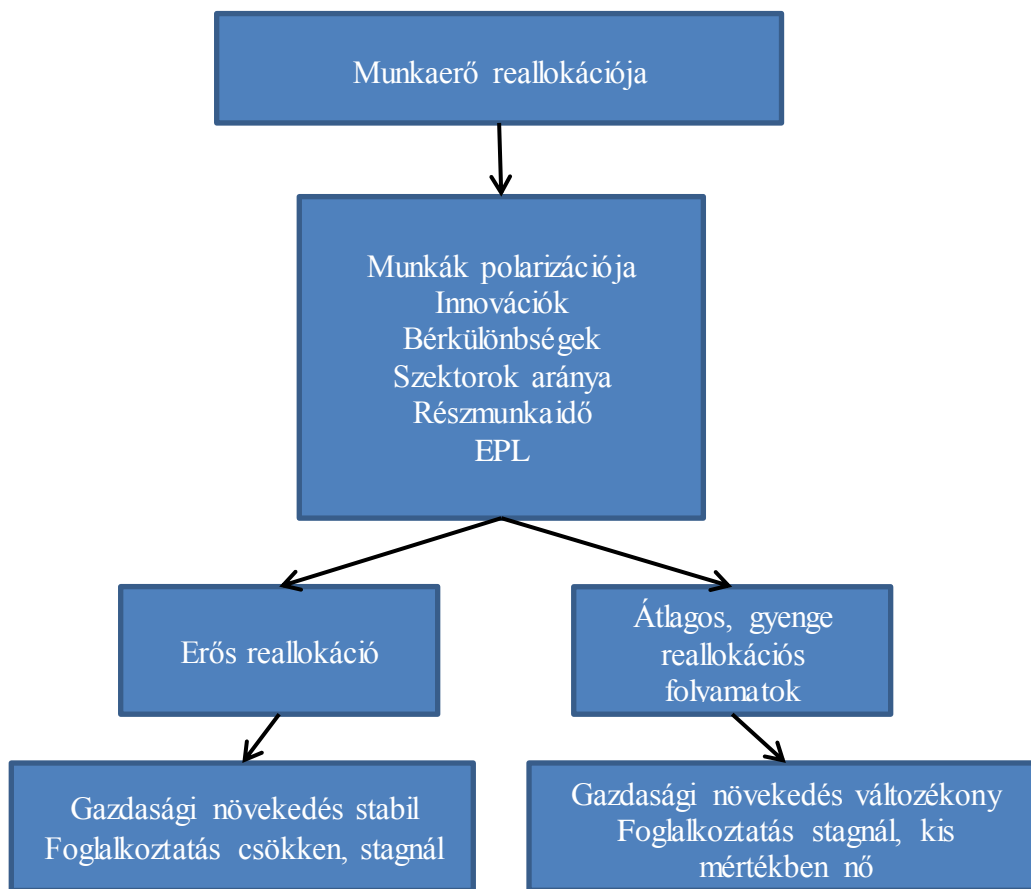 Munkaerő reallokációja
Munkák polarizációja
Innovációk
Bérkülönbségek
Szektorok aránya
Részmunkaidő
EPL
Erős reallokáció
Átlagos, gyenge
reallokációs
folyamatok
Gazdasági növekedés stabil
Foglalkoztatás csökken, stagnál
Gazdasági növekedés változékony
Foglalkoztatás stagnál, kis
mértékben nő